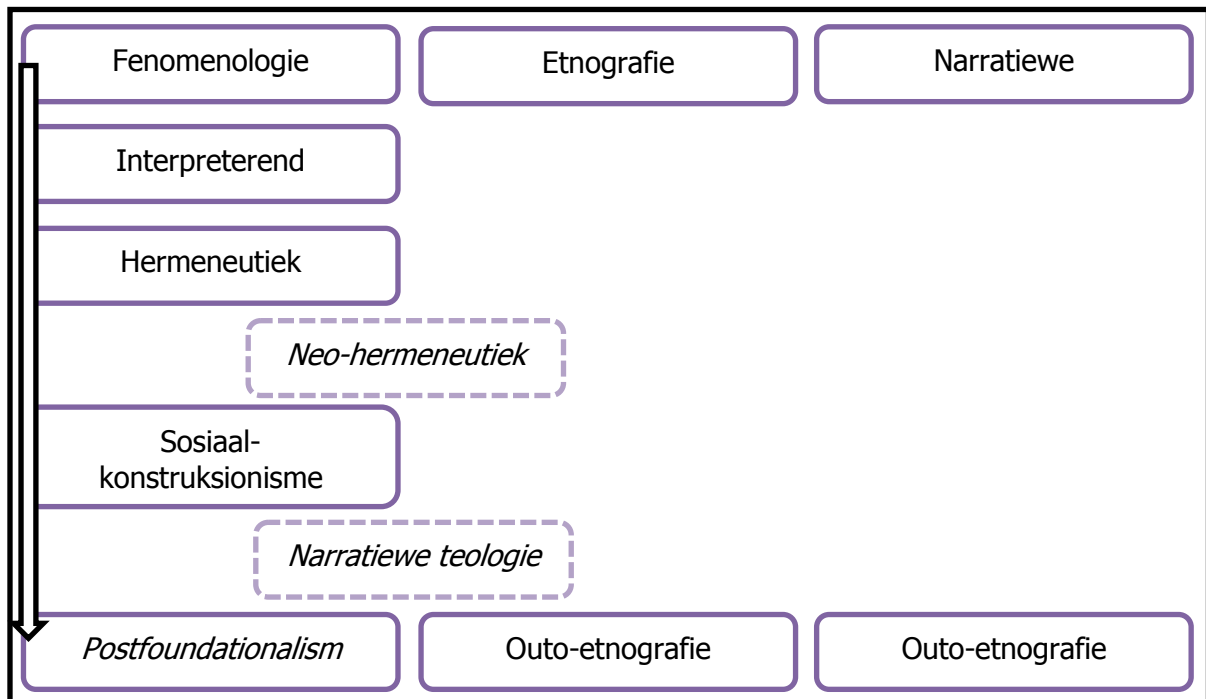 Fenomenologie
Etnografie
Narratiewe
Interpreterend
Hermeneutiek
Neo-hermeneutiek
Sosiaal-
konstruksionisme
Narratiewe teologie
Postfoundationalism
Outo-etnografie
Outo-etnografie